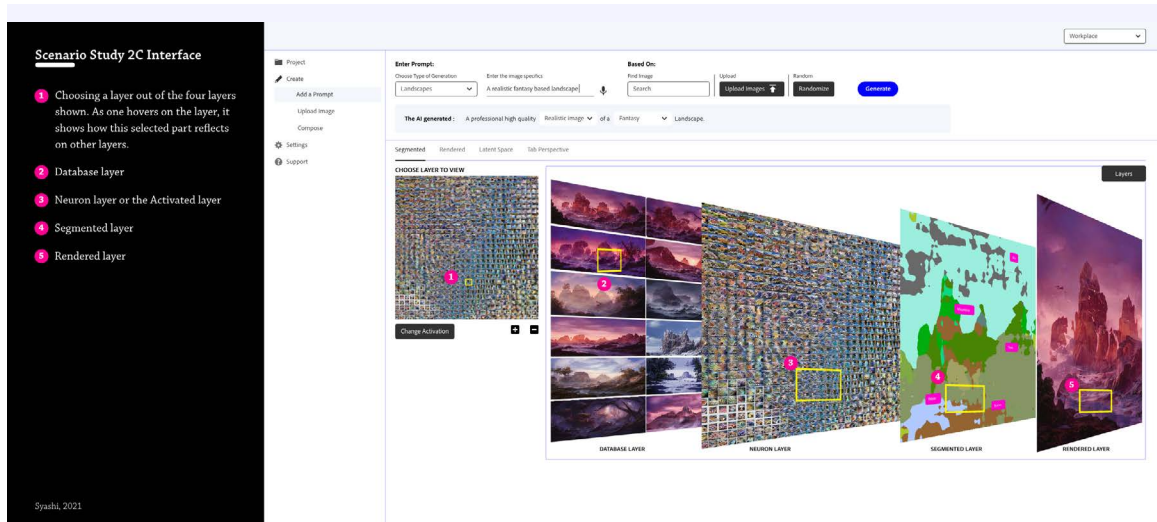 Scenario Study 2C Interface
1 Choosing a layer out of the four layers
shown. As one hovers on the layer, it
shows how this selected part reflects
on other layers.
2 Database layer
3 Neuron layer or the Activated layer
4 Segmented layer
5 Rendered layer
Syashi, 2021
Workplace
Project
Create
Add a Prompt
Upload image
Compose
Settings
Support
Enter Prompt:
Based On:
Choose Type of Generation
Enter the image specifics
Find Image
Upload
Random
Landscapes
A realistic fantasy based landscape
Search
Upload Images
Randomize
Generate
The AI generated : A professional high quality Realistic image of a Fantasy Landscape.
Segmented Rendered Latent Space Tab Perspective
CHOOSE LAYER TO VIEW
Layers
1
2
3
4
5
Change Activation
DATABASE LAYER
NEURON LAYER
SEGMENTED LAYER
RENDERED LAYER